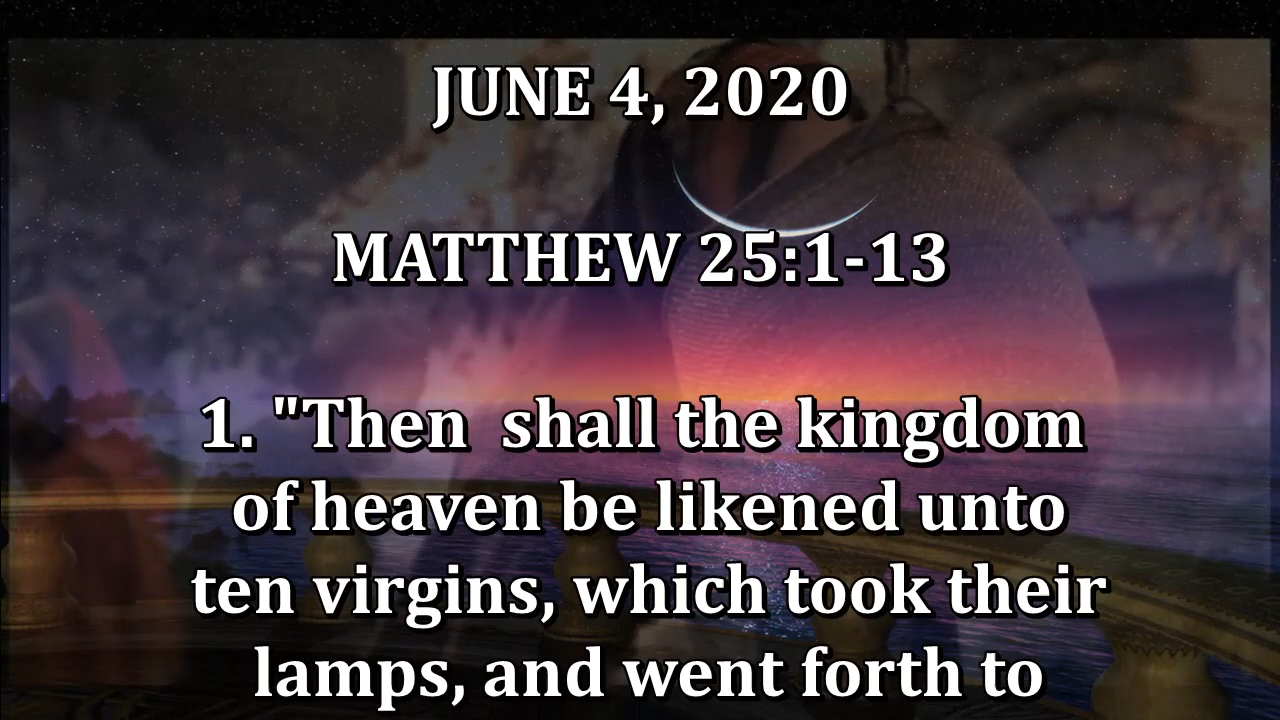 JUNE 4, 2020
MATTHEW 25:1-13
1. "Then  shall the kingdom
of heaven be likened unto
ten virgins, which took their
lamps, and went forth to